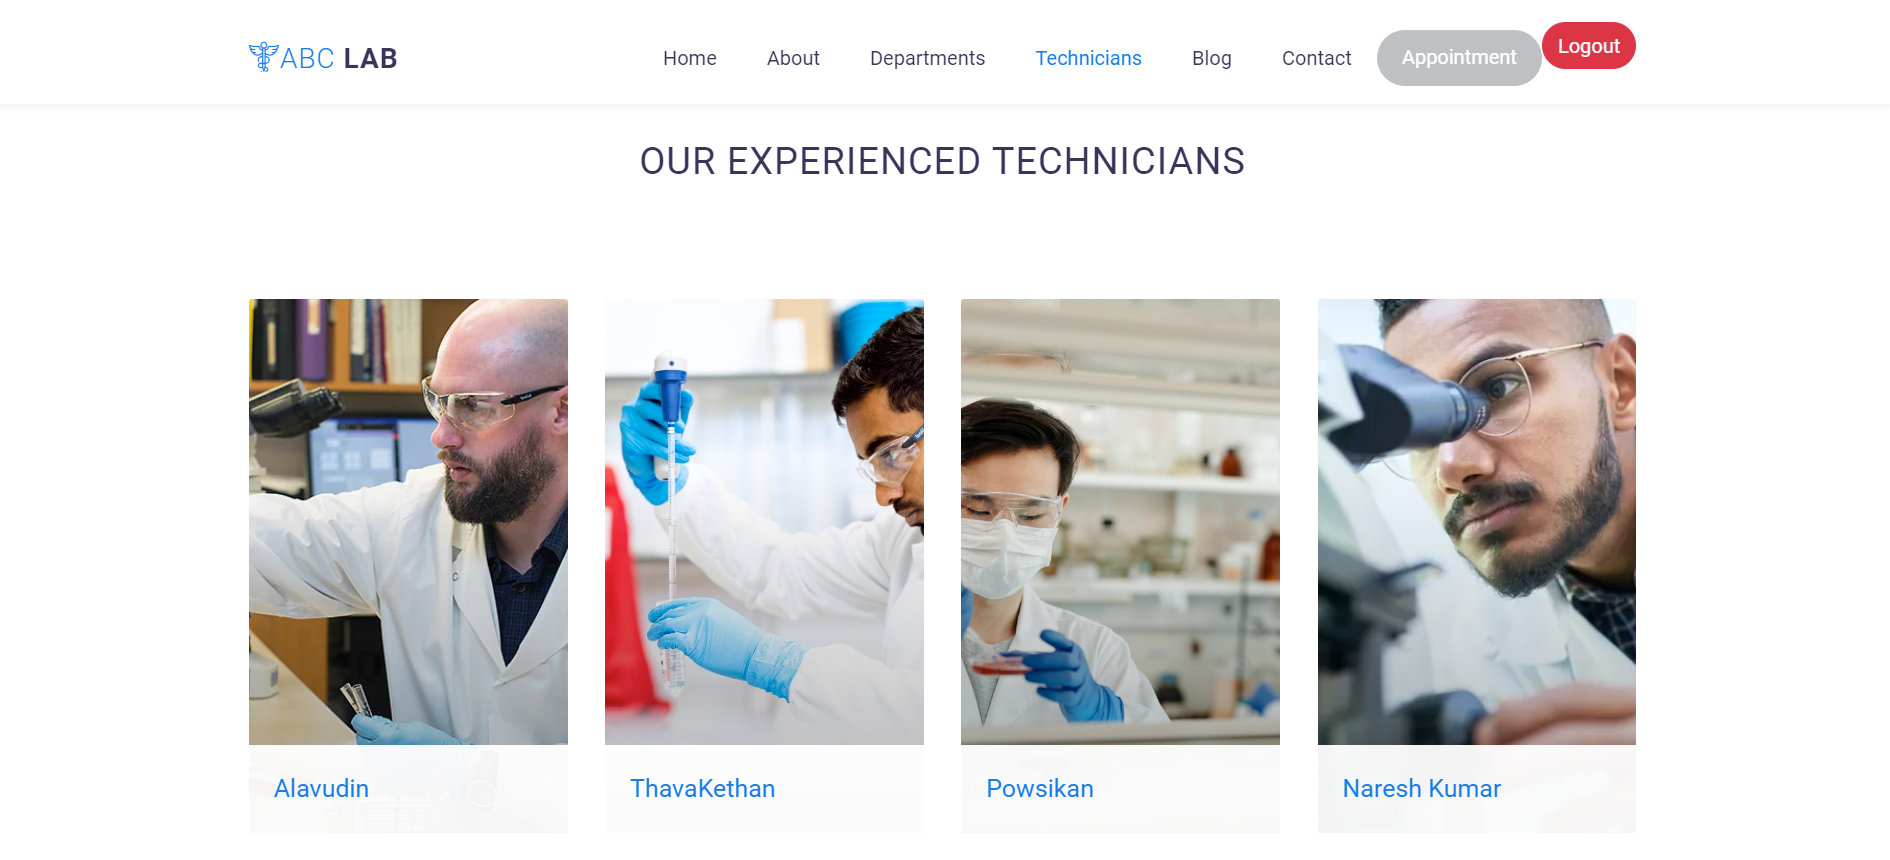 ABC LAB
Home About Departments Technicians Blog Contact Appointment Logout
OUR EXPERIENCED TECHNICIANS
Alavudin ThavaKethan Powsikan Naresh Kumar